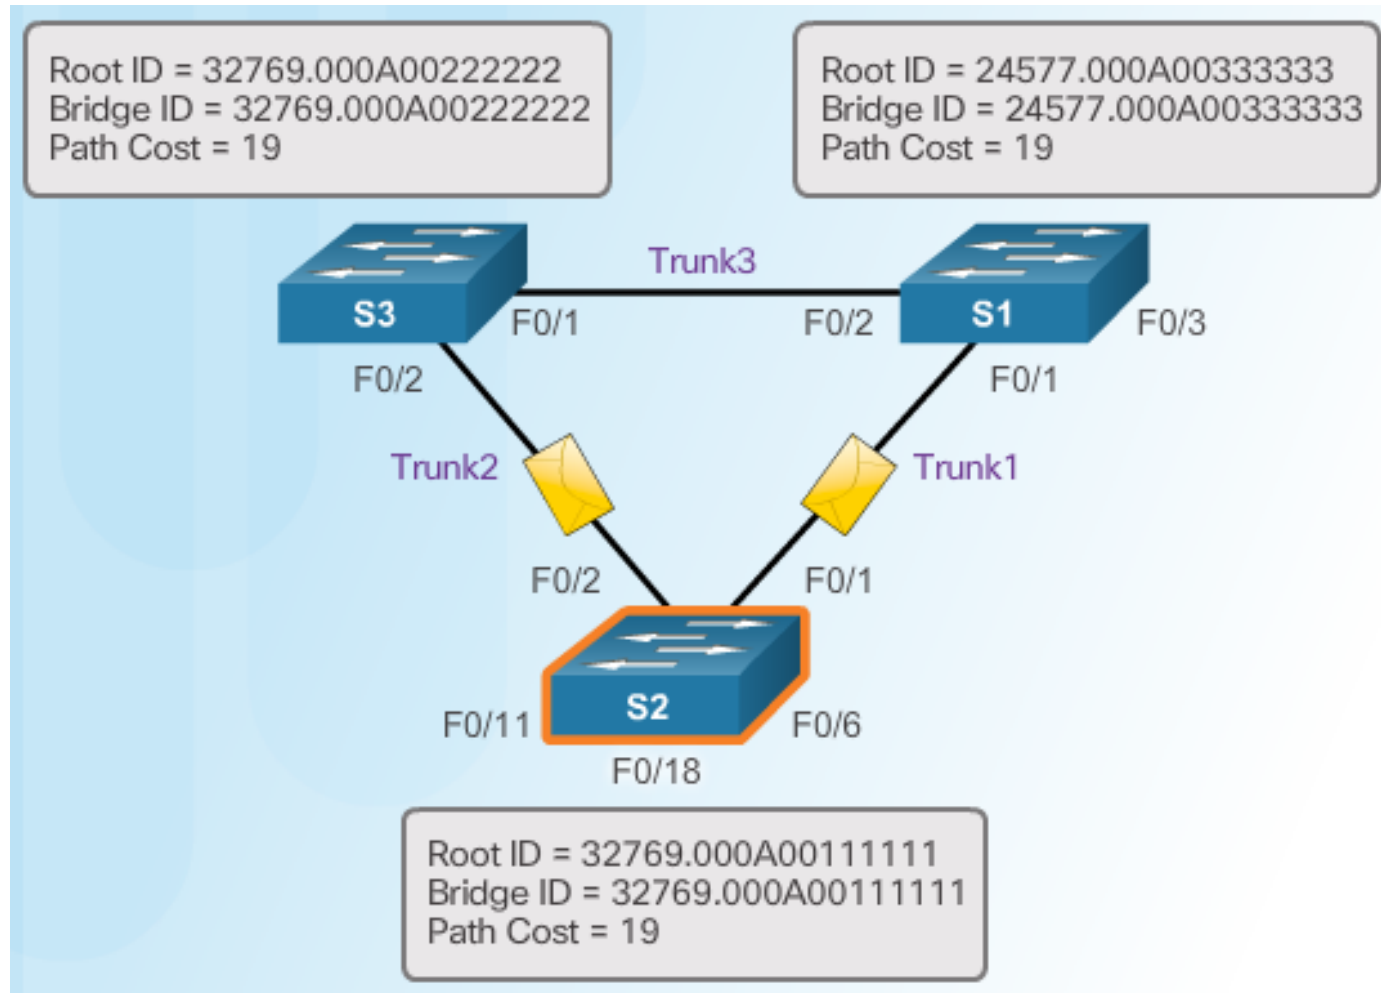 Root ID = 32769.000A00222222
Bridge ID = 32769.000A00222222
Path Cost = 19
Root ID = 24577.000A00333333
Bridge ID = 24577.000A00333333
Path Cost = 19
Trunk3
S3
S1
F0/1
F0/2
F0/3
F0/2
F0/1
Trunk2
Trunk1
F0/2
F0/1
S2
F0/11
F0/6
F0/18
Root ID = 32769.000A00111111
Bridge ID = 32769.000A00111111
Path Cost = 19